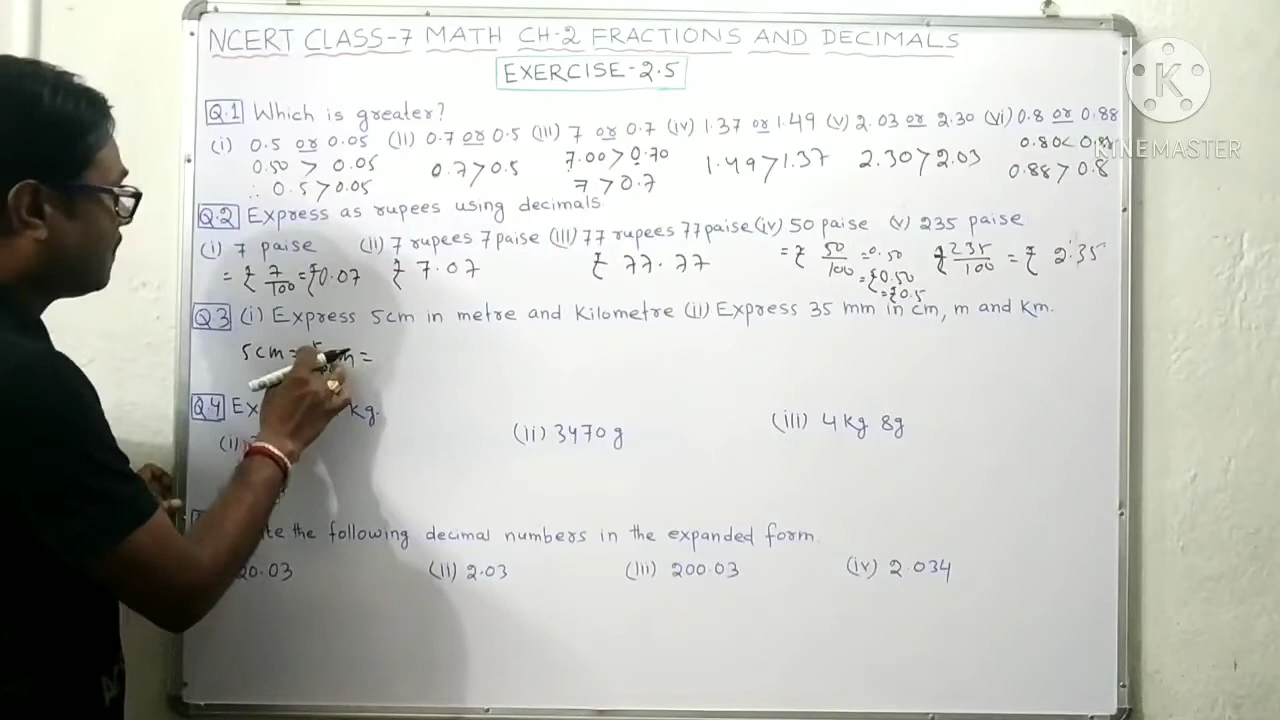 NCERT CLASS-7 MATH CH-2 FRACTIONS AND DECIMALS
EXERCISE-2.5
K
KINEMASTER
Q.1 Which is greater?
(i) 0.5 or 0.05 (ii) 0.7 or 0.5 (iii) 7 or 0.7 (iv) 1.37 or 1.49 (v) 2.03 or 2.30 (vi) 0.8 or 0.88
0.50 > 0.05 0.7>0.5 7.00>0.70 1.49>1.37 2.30>2.03 0.80<
∴ 0.5>0.05 7>0.7 0.88>0.8
Q.2 Express as rupees using decimals
(i) 7 paise (ii) 7 rupees 7 paise (iii) 77 rupees 77 paise (iv) 50 paise (v) 235 paise
= ₹ 7/100 = ₹0.07 ₹ 7.07 ₹ 77.77 = ₹ 50/100 = 0.50 ₹ 235/100 = ₹ 2.35
= ₹0.50
= ₹0.5
Q3 (i) Express 5cm in metre and Kilometre (ii) Express 35 mm in cm, m and Km.
5cm = =
Q.4 kg.
(ii) 3470 g (iii) 4 kg 8g
the following decimal numbers in the expanded form.
20.03 (ii) 2.03 (iii) 200.03 (iv) 2.034